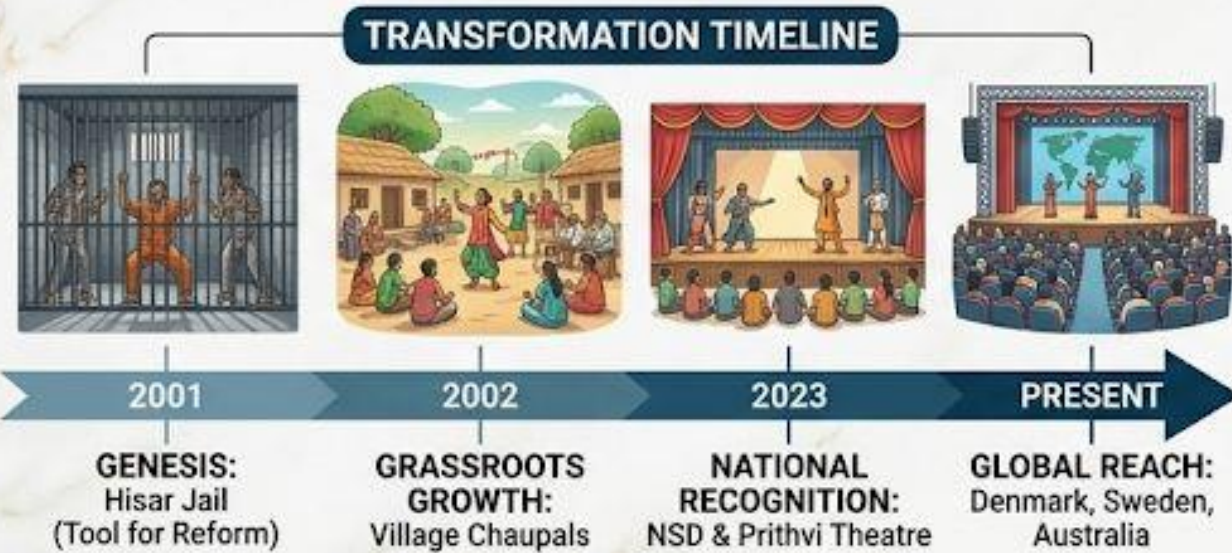 TRANSFORMATION TIMELINE
2001
2002
2023
PRESENT
GENESIS:
Hisar Jail
(Tool for Reform)
GRASSROOTS
GROWTH:
Village Chaupals
NATIONAL
RECOGNITION:
NSD & Prithvi Theatre
GLOBAL REACH:
Denmark, Sweden,
Australia